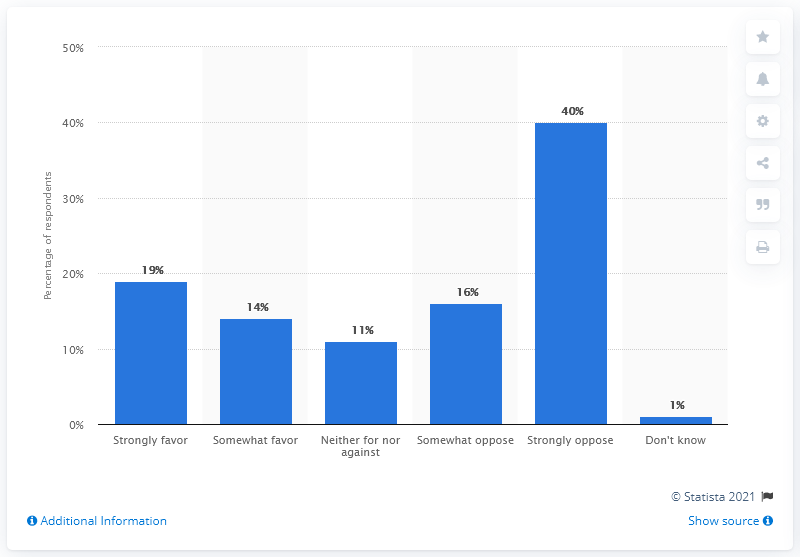 50%
40%
30%
20%
10%
0%
Percentage of respondents
19%
14%
11%
16%
40%
1%
Strongly favor
Somewhat favor
Neither for nor
against
Somewhat oppose
Strongly oppose
Don't know
© Statista 2021
Additional Information
Show source